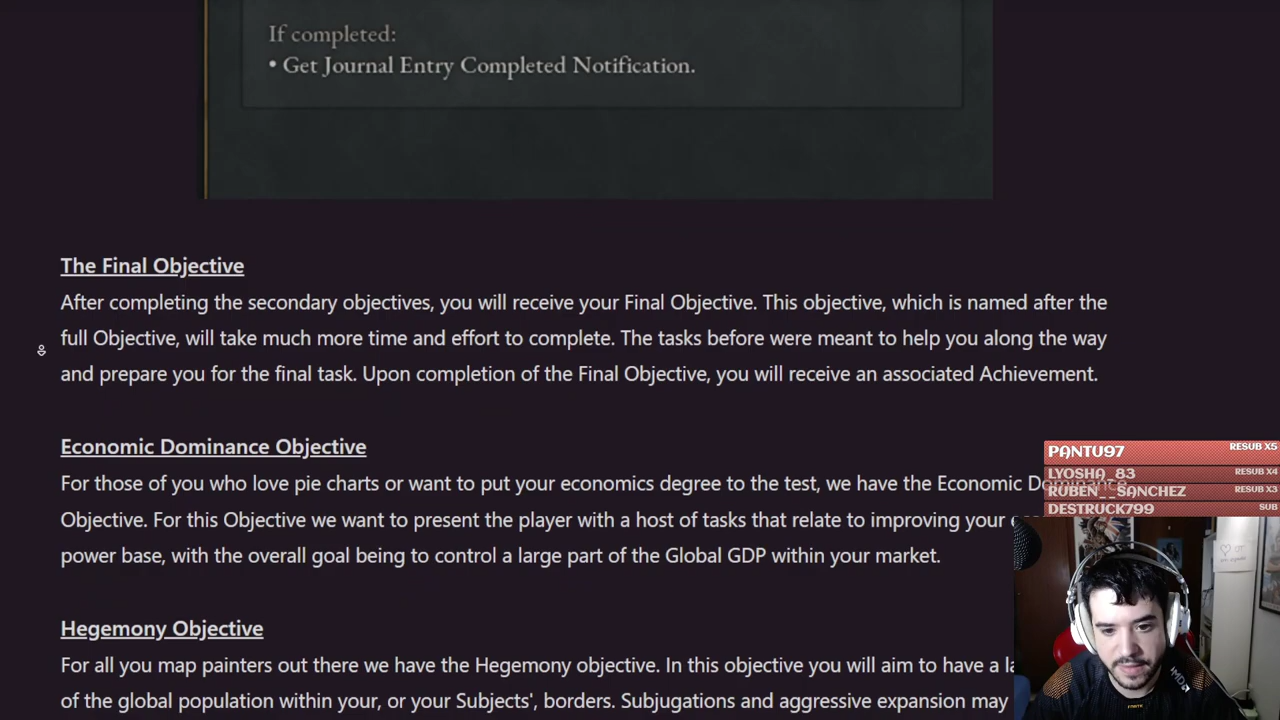 If completed:
• Get Journal Entry Completed Notification.
The Final Objective
After completing the secondary objectives, you will receive your Final Objective. This objective, which is named after the
full Objective, will take much more time and effort to complete. The tasks before were meant to help you along the way
and prepare you for the final task. Upon completion of the Final Objective, you will receive an associated Achievement.
Economic Dominance Objective
For those of you who love pie charts or want to put your economics degree to the test, we have the Economic
Objective. For this Objective we want to present the player with a host of tasks that relate to improving your
power base, with the overall goal being to control a large part of the Global GDP within your market.
Hegemony Objective
For all you map painters out there we have the Hegemony objective. In this objective you will aim to have a
of the global population within your, or your Subjects', borders. Subjugations and aggressive expansion may
PANTU97 RESUB X5
LYOSHA_83 RESUB X4
RUBEN__SANCHEZ RESUB X3
DESTRUCK799 SUB
AMD